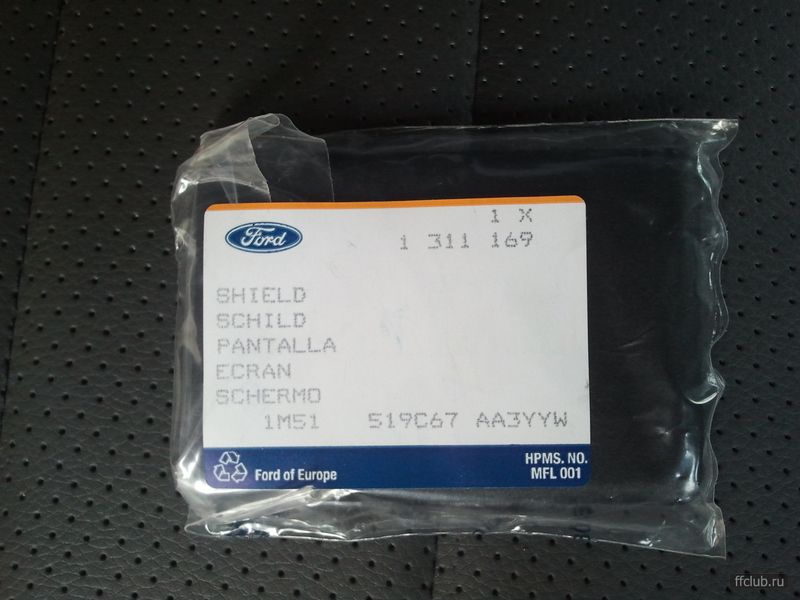 1 X
Ford
1 311 169
SHIELD
SCHILD
PANTALLA
ECRAN
SCHERMO
1M51 519C67 AA3YYW
Ford of Europe
HPMS. NO.
MFL 001
ffclub.ru